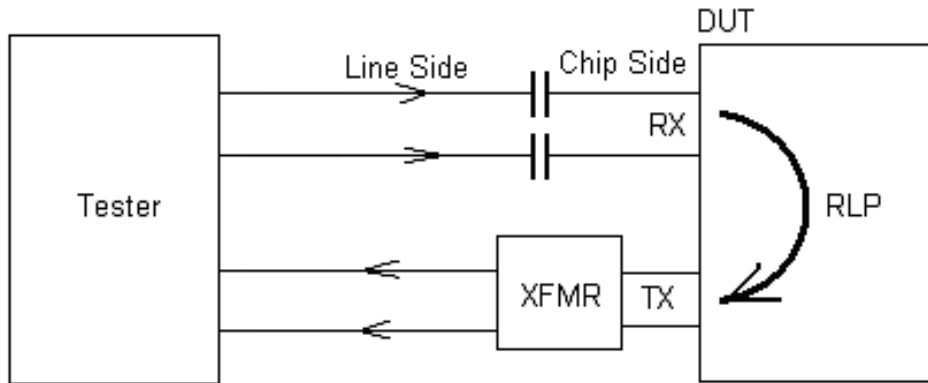 DUT
Line Side
Chip Side
RX
Tester
RLP
XFMR
TX